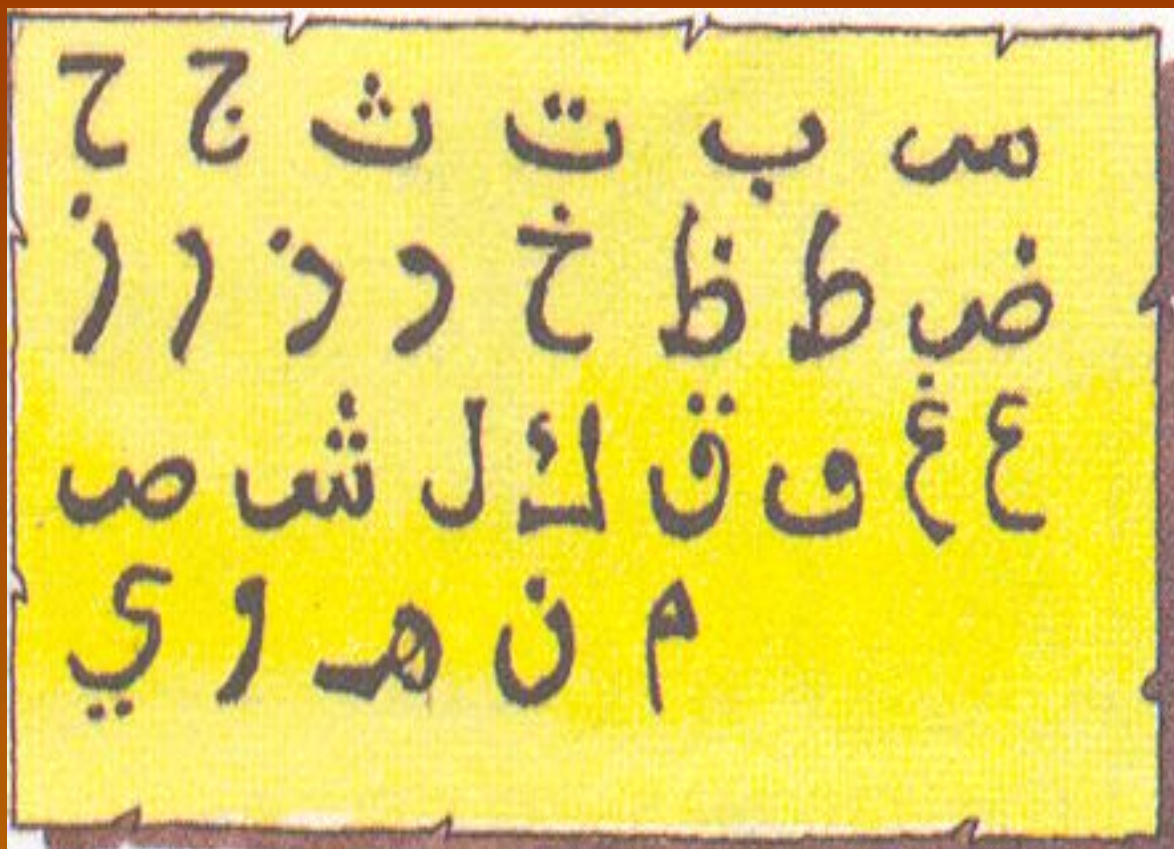 س ب ت ث ج ح
ض ط ظ خ د ذ ر ز
ع غ ڡ ق ك ل ش ص
م ن هـ و ي